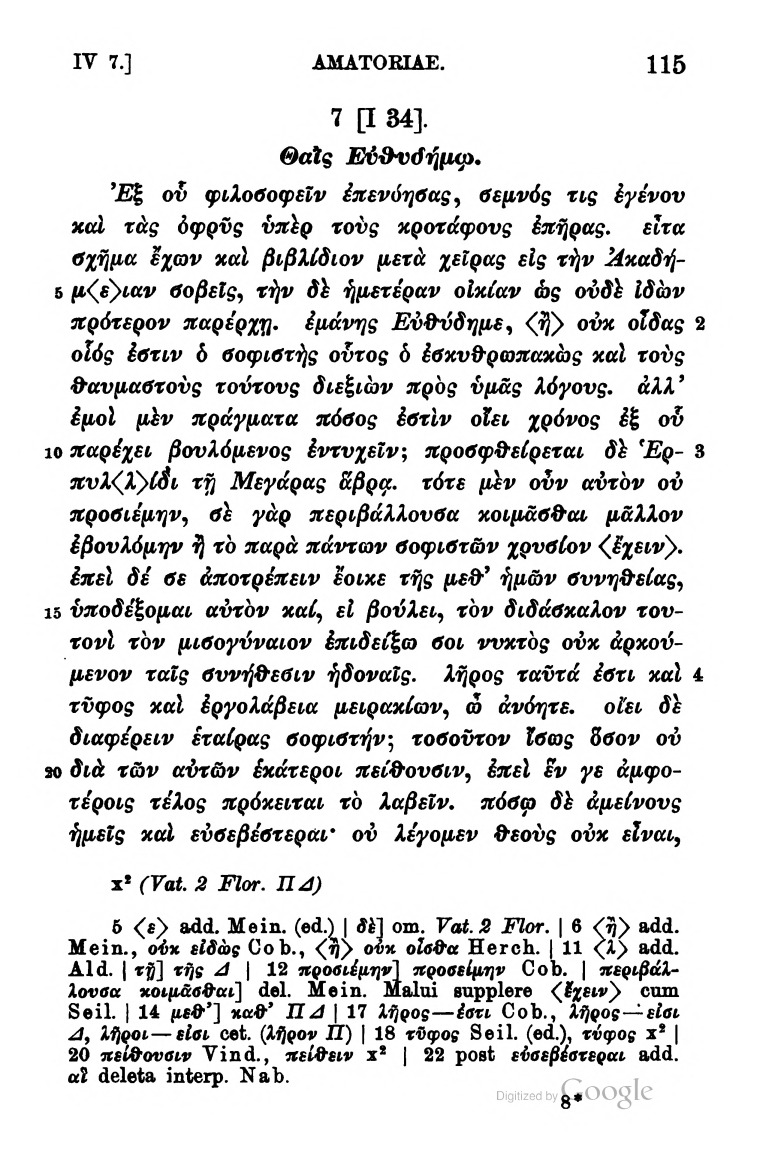 IV 7.] AMATORIAE. 115
7 [I 34].
Θαῒς Εὐθυδήμῳ.
Ἐξ οὗ φιλοσοφεῖν ἐπενόησας, σεμνός τις ἐγένου
καὶ τὰς ὀφρῦς ὑπὲρ τοὺς κροτάφους ἐπῆρας. εἶτα
σχῆμα ἔχων καὶ βιβλίδιον μετὰ χεῖρας εἰς τὴν Ἀκαδή-
5 μ⟨ε⟩ιαν σοβεῖς, τὴν δὲ ἡμετέραν οἰκίαν ὡς οὐδὲ ἰδὼν
πρότερον παρέρχῃ. ἐμάνης Εὐθύδημε, ⟨ἢ⟩ οὐκ οἶδας 2
οἷός ἐστιν ὁ σοφιστὴς οὗτος ὁ ἐσκυθρωπακὼς καὶ τοὺς
θαυμαστοὺς τούτους διεξιὼν πρὸς ὑμᾶς λόγους. ἀλλ’
ἐμοὶ μὲν πράγματα πόσος ἐστὶν οἴει χρόνος ἐξ οὗ
10 παρέχει βουλόμενος ἐντυχεῖν; προσφθείρεται δὲ Ἑρ- 3
πυλ⟨λ⟩ίδι τῇ Μεγάρας ἅβρᾳ. τότε μὲν οὖν αὐτὸν οὐ
προσιέμην, σὲ γὰρ περιβάλλουσα κοιμᾶσθαι μᾶλλον
ἐβουλόμην ἢ τὸ παρὰ πάντων σοφιστῶν χρυσίον ⟨ἔχειν⟩.
ἐπεὶ δέ σε ἀποτρέπειν ἔοικε τῆς μεθ’ ἡμῶν συνηθείας,
15 ὑποδέξομαι αὐτὸν καί, εἰ βούλει, τὸν διδάσκαλον του-
τονὶ τὸν μισογύναιον ἐπιδείξω σοι νυκτὸς οὐκ ἀρκού-
μενον ταῖς συνήθεσιν ἡδοναῖς. λῆρος ταῦτά ἐστι καὶ 4
τῦφος καὶ ἐργολάβεια μειρακίων, ὦ ἀνόητε. οἴει δὲ
διαφέρειν ἑταίρας σοφιστήν; τοσοῦτον ἴσως ὅσον οὐ
20 διὰ τῶν αὐτῶν ἑκάτεροι πείθουσιν, ἐπεὶ ἕν γε ἀμφο-
τέροις τέλος πρόκειται τὸ λαβεῖν. πόσῳ δὲ ἀμείνους
ἡμεῖς καὶ εὐσεβέστεραι· οὐ λέγομεν θεοὺς οὐκ εἶναι,
x² (Vat. 2 Flor. ΠΔ)
5 ⟨ε⟩ add. Mein. (ed.) | δὲ] om. Vat. 2 Flor. | 6 ⟨ἢ⟩ add.
Mein., οὐκ εἰδὼς Cob., ⟨ἢ⟩ οὐκ οἶσθα Herch. | 11 ⟨λ⟩ add.
Ald. | τῇ] τῆς Δ | 12 προσιέμην] προσείμην Cob. | περιβάλ-
λουσα κοιμᾶσθαι] del. Mein. Malui supplere ⟨ἔχειν⟩ cum
Seil. | 14 μεθ’] καθ’ ΠΔ | 17 λῆρος—ἐστι Cob., λῆρος—εἰσι
Δ, λῆροι—εἰσι cet. (λῆρον Π) | 18 τῦφος Seil. (ed.), τύφος x² |
20 πείθουσιν Vind., πείθειν x² | 22 post εὐσεβέστεραι add.
αἳ deleta interp. Nab.
8*
Digitized by Google